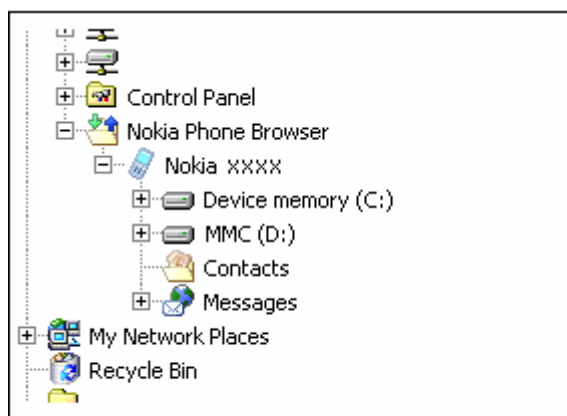 Control Panel
Nokia Phone Browser
Nokia xxxx
Device memory (C:)
MMC (D:)
Contacts
Messages
My Network Places
Recycle Bin